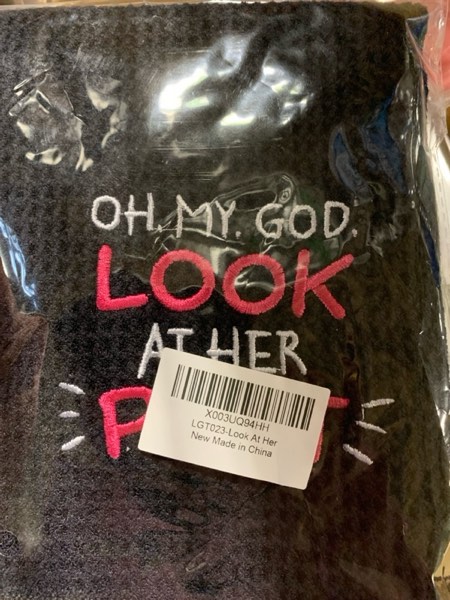 OH. MY. GOD.
LOOK
AT HER
X003UQ94HH
LGT023-Look At Her
New Made in China